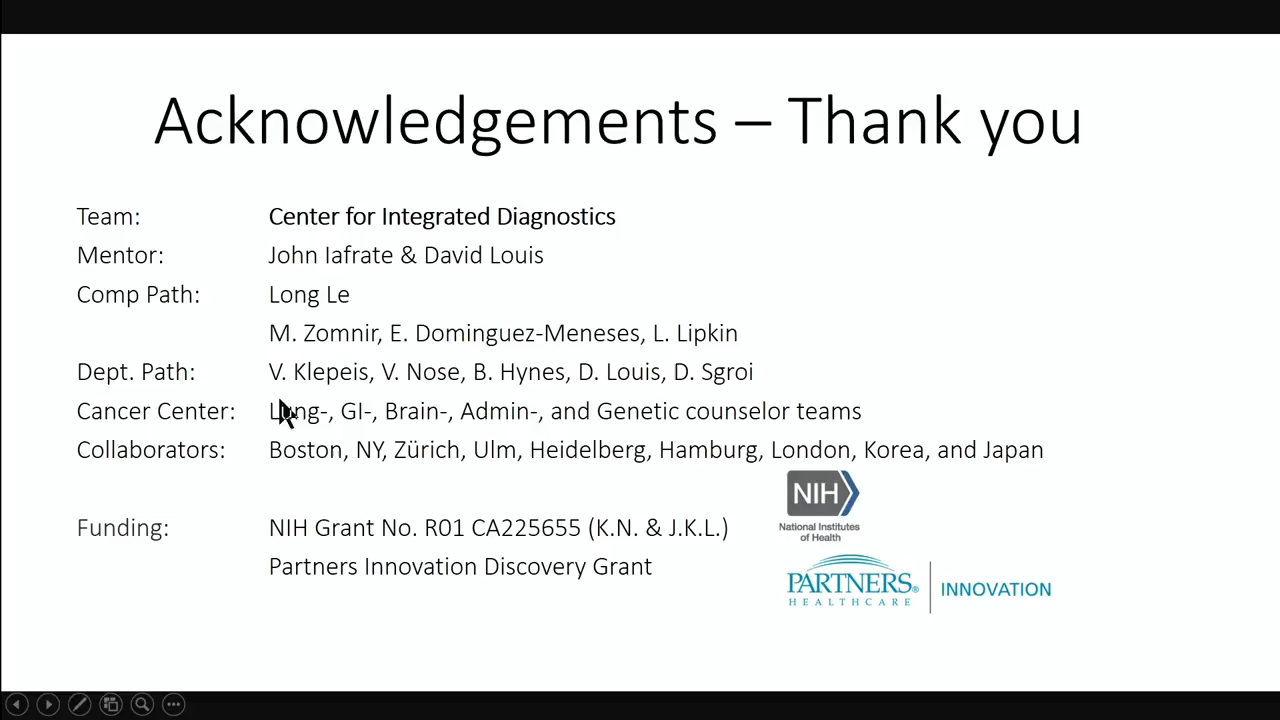 Acknowledgements – Thank you
Team: Center for Integrated Diagnostics
Mentor: John Iafrate & David Louis
Comp Path: Long Le
M. Zomnir, E. Dominguez-Meneses, L. Lipkin
Dept. Path: V. Klepeis, V. Nose, B. Hynes, D. Louis, D. Sgroi
Cancer Center: Lung-, GI-, Brain-, Admin-, and Genetic counselor teams
Collaborators: Boston, NY, Zürich, Ulm, Heidelberg, Hamburg, London, Korea, and Japan
NIH
National Institutes
of Health
Funding: NIH Grant No. R01 CA225655 (K.N. & J.K.L.)
Partners Innovation Discovery Grant
PARTNERS®
HEALTHCARE
INNOVATION